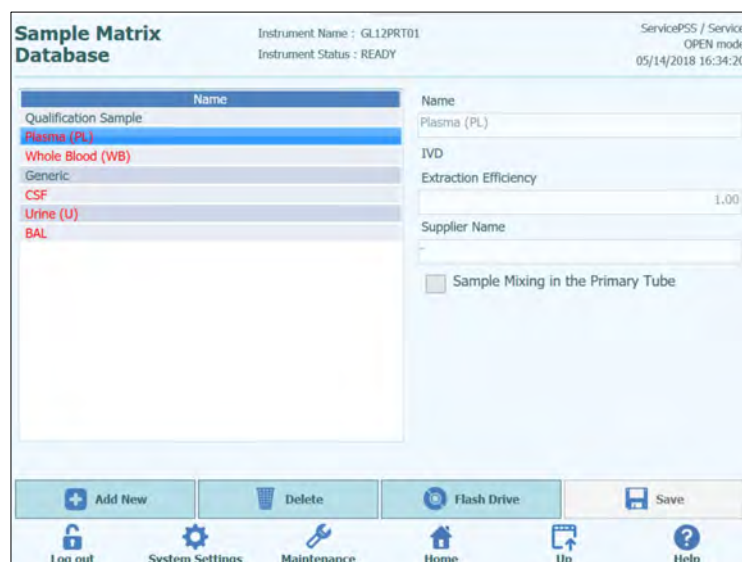 Sample Matrix
Database
Instrument Name : GL12PRT01
Instrument Status : READY
ServicePSS / Service
OPEN mode
05/14/2018 16:34:20
Name
Qualification Sample
Plasma (PL)
Whole Blood (WB)
Generic
CSF
Urine (U)
BAL
Name
Plasma (PL)
IVD
Extraction Efficiency
1.00
Supplier Name
-
Sample Mixing in the Primary Tube
Add New
Delete
Flash Drive
Save
Log out
System Settings
Maintenance
Home
Up
Help